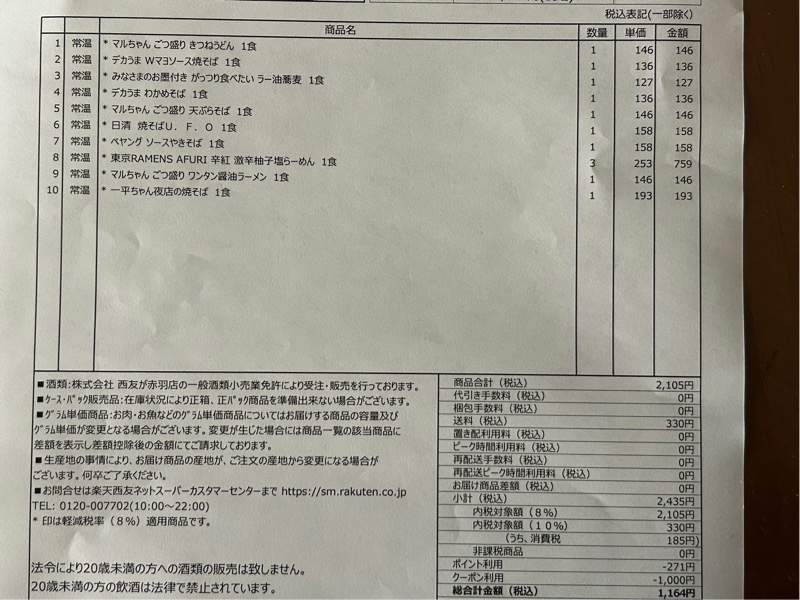 税込表記(一部除く)
商品名 数量 単価 金額
1 常温 * マルちゃん ごつ盛り きつねうどん 1食 1 146 146
2 常温 * デカうま Wマヨソース焼そば 1食 1 136 136
3 常温 * みなさまのお墨付き がっつり食べたい ラー油蕎麦 1食 1 127 127
4 常温 * デカうま わかめそば 1食 1 136 136
5 常温 * マルちゃん ごつ盛り 天ぷらそば 1食 1 146 146
6 常温 * 日清 焼そばU.F.O 1食 1 158 158
7 常温 * ペヤング ソースやきそば 1食 1 158 158
8 常温 * 東京RAMENS AFURI 辛紅 激辛柚子塩らーめん 1食 3 253 759
9 常温 * マルちゃん ごつ盛り ワンタン醤油ラーメン 1食 1 146 146
10 常温 * 一平ちゃん夜店の焼そば 1食 1 193 193
■酒類:株式会社 西友が赤羽店の一般酒類小売業免許により受注・販売を行っております。
■ケース・パック販売品:在庫状況により正箱、正パック商品を準備出来ない場合がございます。
■グラム単価商品:お肉・お魚などのグラム単価商品についてはお届する商品の容量及び
グラム単価が変更となる場合がございます。変更が生じた場合には商品一覧の該当商品に
差額を表示し差額控除後の金額にてご請求しております。
■生産地の事情により、お届け商品の産地が、ご注文の産地から変更になる場合が
ございます。何卒ご了承ください。
■お問合せは楽天西友ネットスーパーカスタマーセンターまで https://sm.rakuten.co.jp
TEL: 0120-007702(10:00~22:00)
* 印は軽減税率(8%)適用商品です。
法令により20歳未満の方への酒類の販売は致しません。
20歳未満の方の飲酒は法律で禁止されています。
商品合計(税込) 2,105円
代引き手数料(税込) 0円
梱包手数料(税込) 0円
送料(税込) 330円
置き配利用料(税込) 0円
ピーク時間利用料(税込) 0円
再配送手数料(税込) 0円
再配送ピーク時間利用料(税込) 0円
お届け商品差額(税込) 0円
小計(税込) 2,435円
内税対象額(8%) 2,105円
内税対象額(10%) 330円
(うち、消費税 185円)
非課税商品 0円
ポイント利用 -271円
クーポン利用 -1,000円
総合計金額(税込) 1,164円